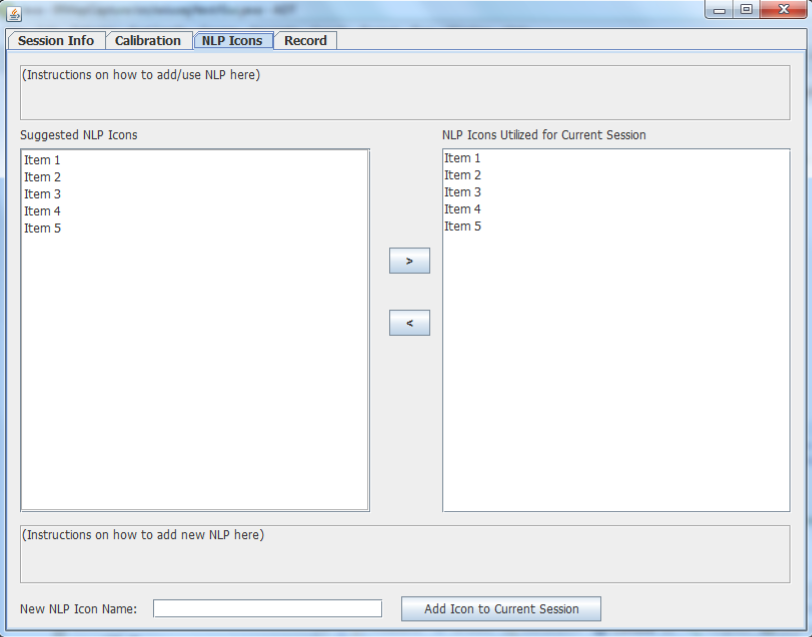 Session Info
Calibration
NLP Icons
Record
(Instructions on how to add/use NLP here)
Suggested NLP Icons
Item 1
Item 2
Item 3
Item 4
Item 5
>
<
NLP Icons Utilized for Current Session
Item 1
Item 2
Item 3
Item 4
Item 5
(Instructions on how to add new NLP here)
New NLP Icon Name:
Add Icon to Current Session